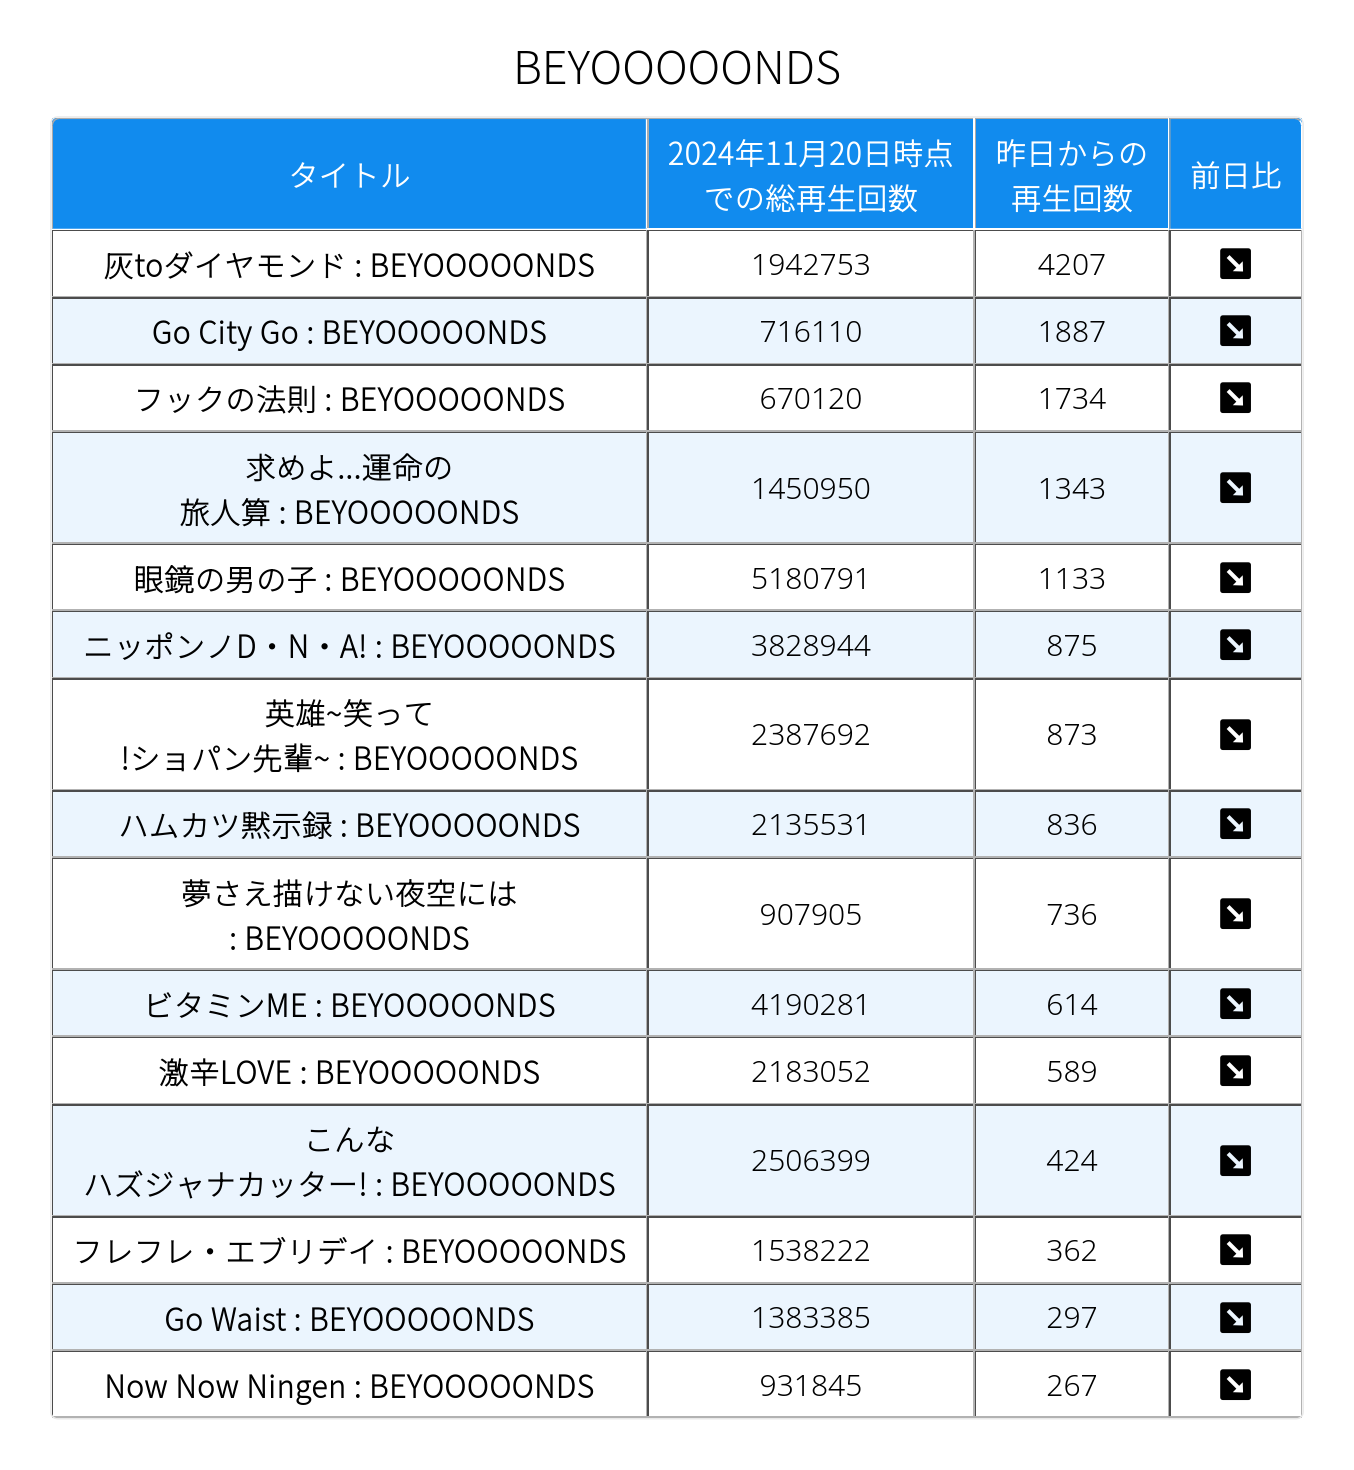 BEYOOOOONDS
タイトル
2024年11月20日時点
での総再生回数
昨日からの
再生回数
前日比
灰toダイヤモンド : BEYOOOOONDS
1942753
4207
Go City Go : BEYOOOOONDS
716110
1887
フックの法則 : BEYOOOOONDS
670120
1734
求めよ...運命の
旅人算 : BEYOOOOONDS
1450950
1343
眼鏡の男の子 : BEYOOOOONDS
5180791
1133
ニッポンノD・N・A! : BEYOOOOONDS
3828944
875
英雄~笑って
!ショパン先輩~ : BEYOOOOONDS
2387692
873
ハムカツ黙示録 : BEYOOOOONDS
2135531
836
夢さえ描けない夜空には
: BEYOOOOONDS
907905
736
ビタミンME : BEYOOOOONDS
4190281
614
激辛LOVE : BEYOOOOONDS
2183052
589
こんな
ハズジャナカッター! : BEYOOOOONDS
2506399
424
フレフレ・エブリデイ : BEYOOOOONDS
1538222
362
Go Waist : BEYOOOOONDS
1383385
297
Now Now Ningen : BEYOOOOONDS
931845
267